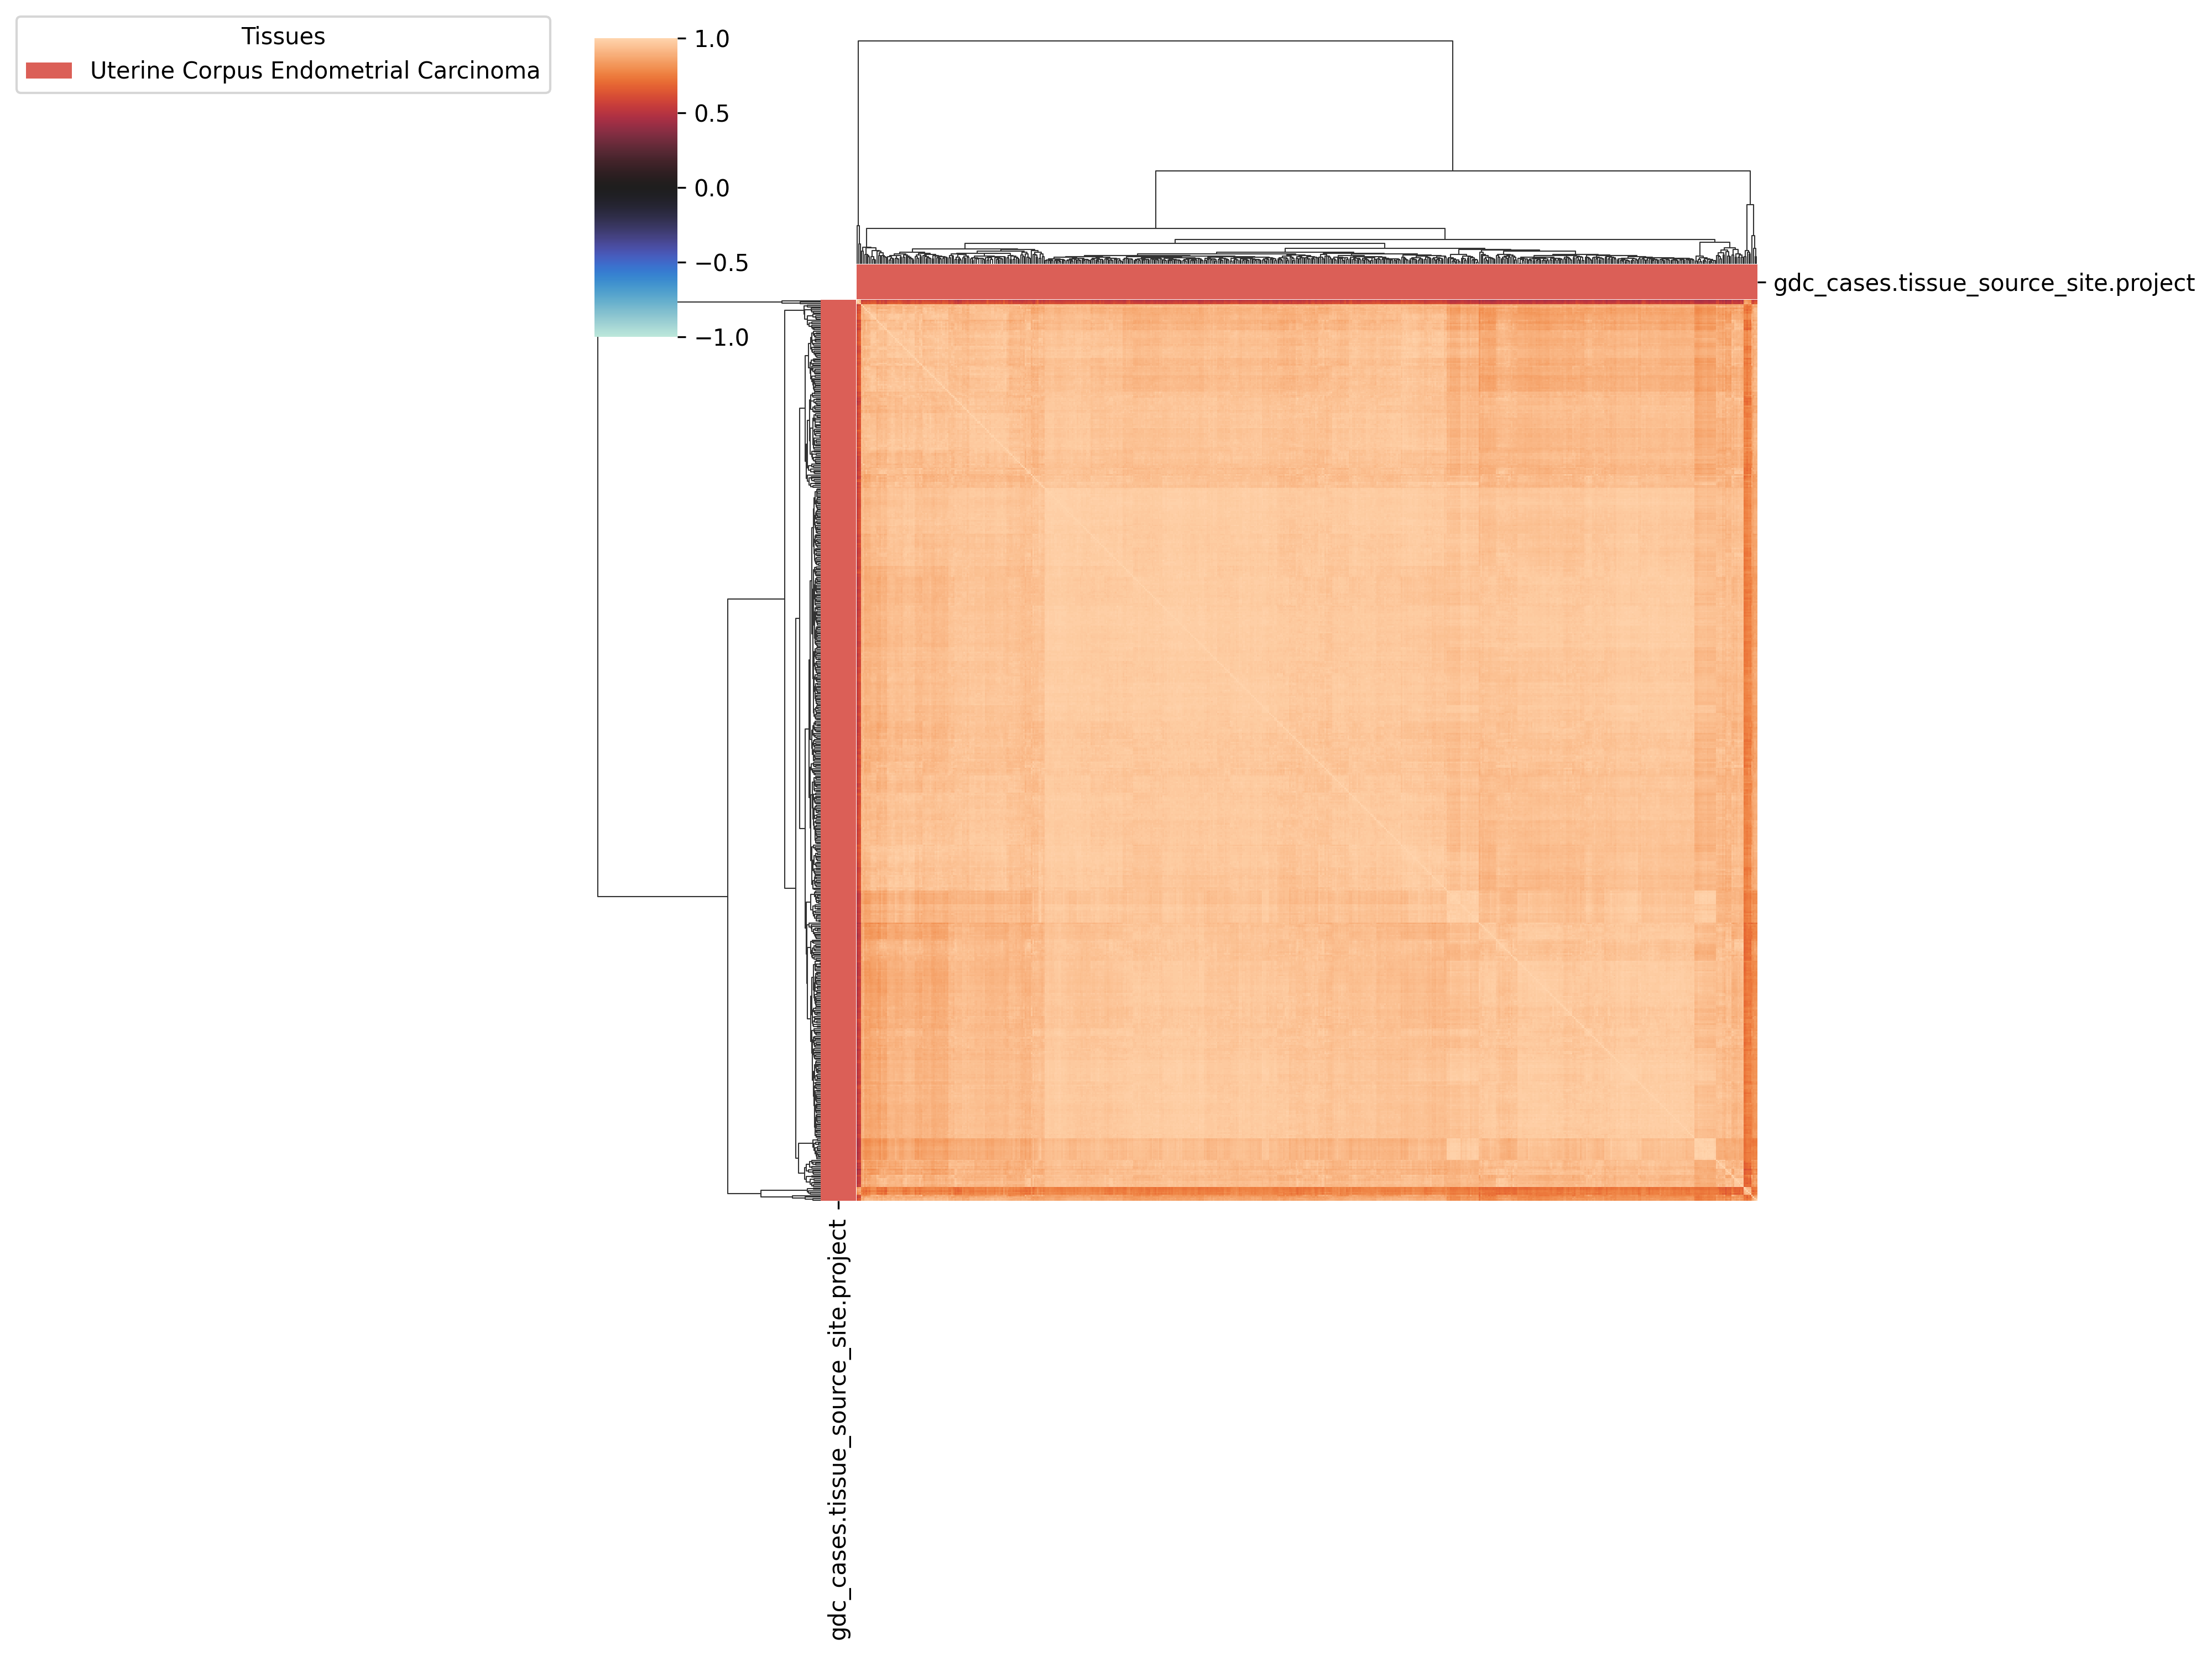 Tissues
Uterine Corpus Endometrial Carcinoma
1.0
0.5
0.0
−0.5
−1.0
gdc_cases.tissue_source_site.project
gdc_cases.tissue_source_site.project